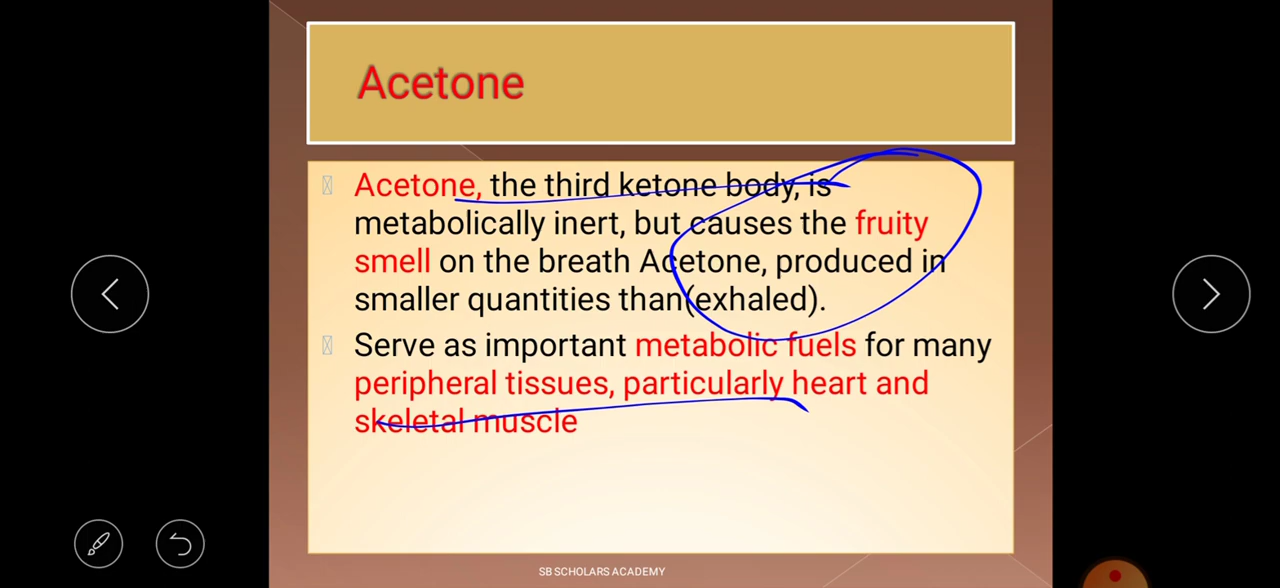 Acetone
Acetone, the third ketone body, is
metabolically inert, but causes the fruity
smell on the breath Acetone, produced in
smaller quantities than(exhaled).
Serve as important metabolic fuels for many
peripheral tissues, particularly heart and
skeletal muscle
SB SCHOLARS ACADEMY